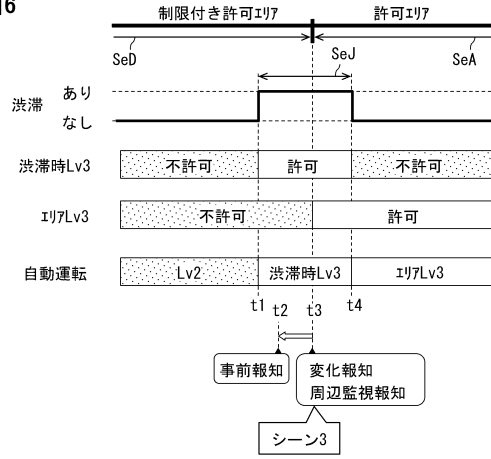 16
制限付き許可ｴﾘｱ
許可ｴﾘｱ
SeD
SeJ
SeA
渋滞
あり
なし
渋滞時Lv3
不許可
許可
不許可
ｴﾘｱLv3
不許可
許可
自動運転
Lv2
渋滞時Lv3
ｴﾘｱLv3
t1
t2
t3
t4
事前報知
変化報知
周辺監視報知
シーン3